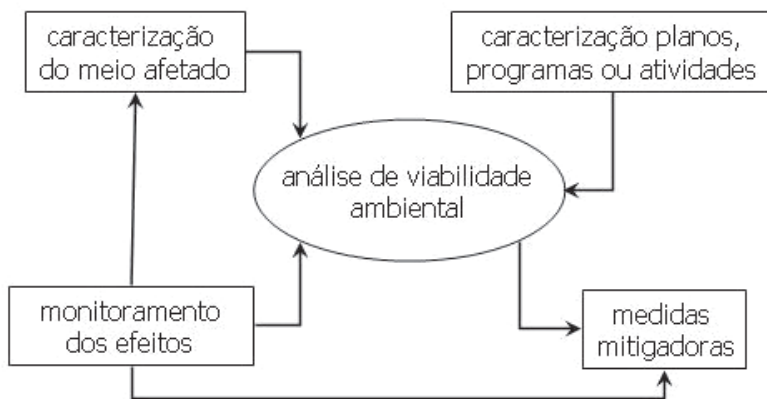 caracterização
do meio afetado
caracterização planos,
programas ou atividades
análise de viabilidade
ambiental
monitoramento
dos efeitos
medidas
mitigadoras